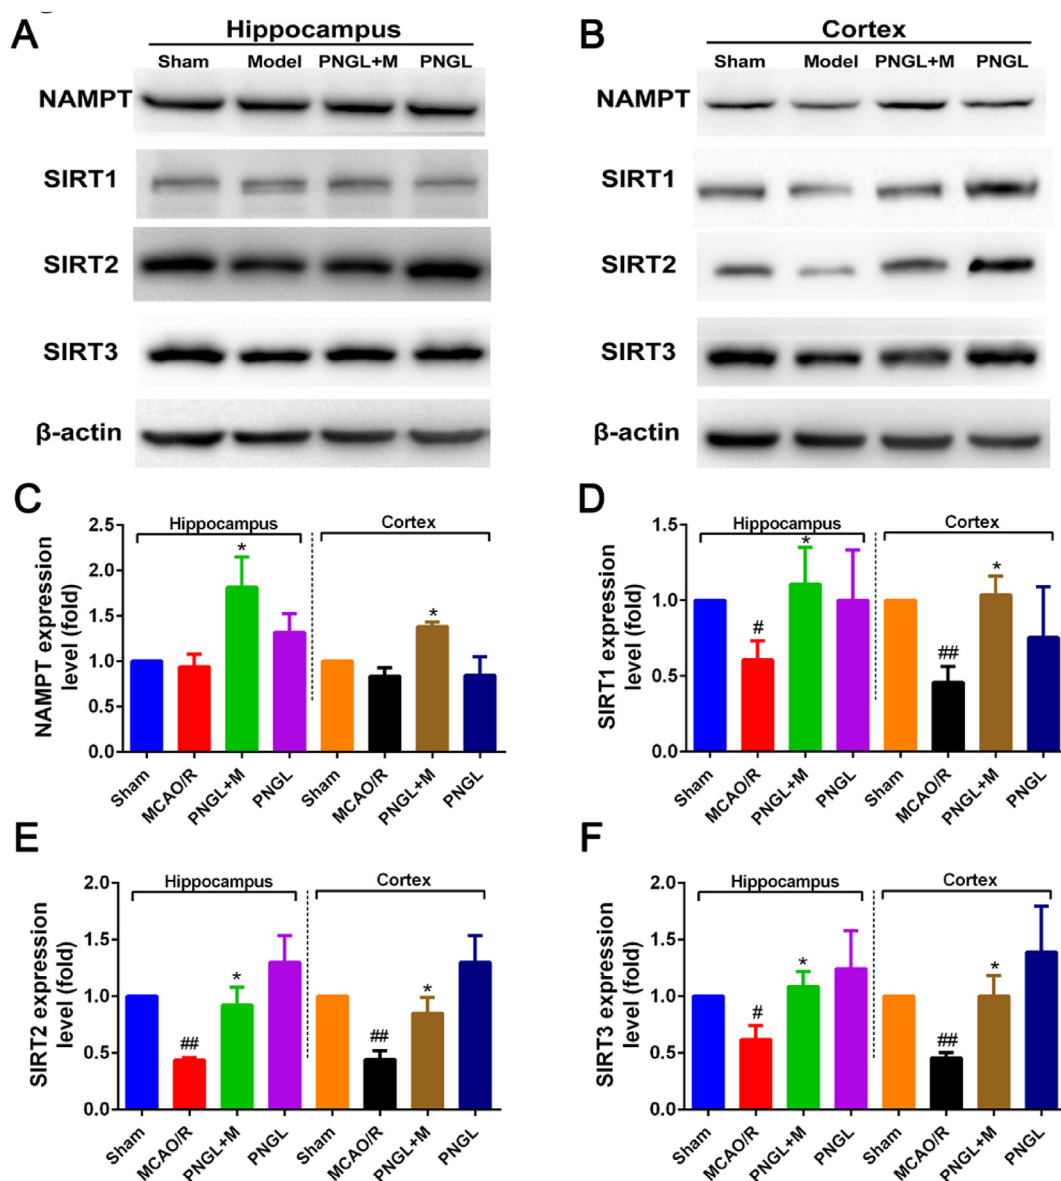 A
Hippocampus
Sham Model PNGL+M PNGL
NAMPT
SIRT1
SIRT2
SIRT3
β-actin
B
Cortex
Sham Model PNGL+M PNGL
NAMPT
SIRT1
SIRT2
SIRT3
β-actin
C
NAMPT expression
level (fold)
2.5
2.0
1.5
1.0
0.5
0.0
Hippocampus Cortex
* *
Sham MCAO/R PNGL+M PNGL Sham MCAO/R PNGL+M PNGL
D
SIRT1 expression
level (fold)
1.5
1.0
0.5
0.0
Hippocampus Cortex
# * ## *
Sham MCAO/R PNGL+M PNGL Sham MCAO/R PNGL+M PNGL
E
SIRT2 expression
level (fold)
2.0
1.5
1.0
0.5
0.0
Hippocampus Cortex
## * ## *
Sham MCAO/R PNGL+M PNGL Sham MCAO/R PNGL+M PNGL
F
SIRT3 expression
level (fold)
2.0
1.5
1.0
0.5
0.0
Hippocampus Cortex
# * ## *
Sham MCAO/R PNGL+M PNGL Sham MCAO/R PNGL+M PNGL